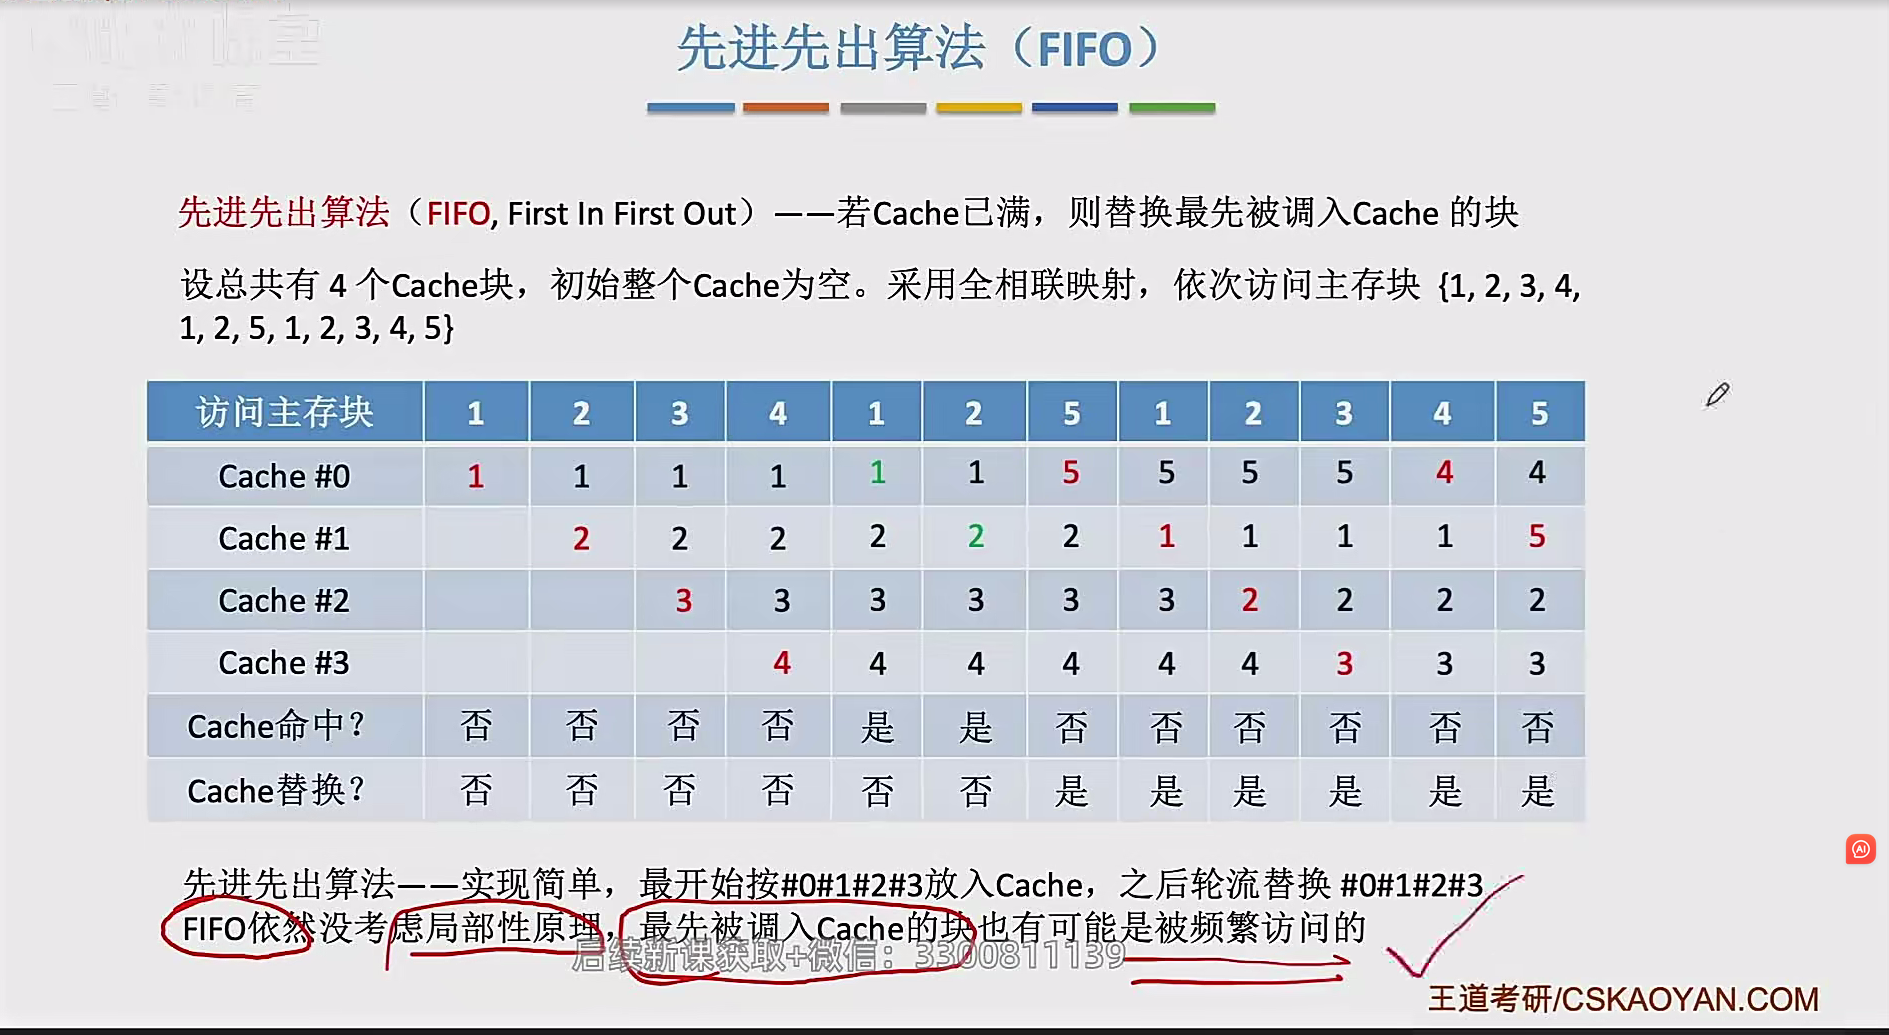 先进先出算法（FIFO）
先进先出算法（FIFO, First In First Out）——若Cache已满，则替换最先被调入Cache 的块
设总共有 4 个Cache块，初始整个Cache为空。采用全相联映射，依次访问主存块 {1, 2, 3, 4,
1, 2, 5, 1, 2, 3, 4, 5}
访问主存块 1 2 3 4 1 2 5 1 2 3 4 5
Cache #0 1 1 1 1 1 1 5 5 5 5 4 4
Cache #1 2 2 2 2 2 2 1 1 1 1 5
Cache #2 3 3 3 3 3 3 2 2 2 2
Cache #3 4 4 4 4 4 4 3 3 3
Cache命中？ 否 否 否 否 是 是 否 否 否 否 否 否
Cache替换？ 否 否 否 否 否 否 是 是 是 是 是 是
先进先出算法——实现简单，最开始按#0#1#2#3放入Cache，之后轮流替换 #0#1#2#3
FIFO依然没考虑局部性原理，最先被调入Cache的块也有可能是被频繁访问的
后续新课获取+微信：3300811139
王道考研/CSKAOYAN.COM
AI